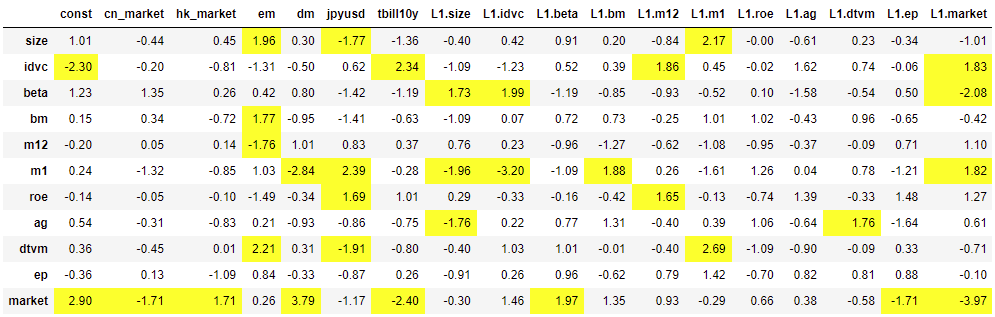 const cn_market hk_market em dm jpyusd tbill10y L1.size L1.idvc L1.beta L1.bm L1.m12 L1.m1 L1.roe L1.ag L1.dtvm L1.ep L1.market
size 1.01 -0.44 0.45 1.96 0.30 -1.77 -1.36 -0.40 0.42 0.91 0.20 -0.84 2.17 -0.00 -0.61 0.23 -0.34 -1.01
idvc -2.30 -0.20 -0.81 -1.31 -0.50 0.62 2.34 -1.09 -1.23 0.52 0.39 1.86 0.45 -0.02 1.62 0.74 -0.06 1.83
beta 1.23 1.35 0.26 0.42 0.80 -1.42 -1.19 1.73 1.99 -1.19 -0.85 -0.93 -0.52 0.10 -1.58 -0.54 0.50 -2.08
bm 0.15 0.34 -0.72 1.77 -0.95 -1.41 -0.63 -1.09 0.07 0.72 0.73 -0.25 1.01 1.02 -0.43 0.96 -0.65 -0.42
m12 -0.20 0.05 0.14 -1.76 1.01 0.83 0.37 0.76 0.23 -0.96 -1.27 -0.62 -1.08 -0.95 -0.37 -0.09 0.71 1.10
m1 0.24 -1.32 -0.85 1.03 -2.84 2.39 -0.28 -1.96 -3.20 -1.09 1.88 0.26 -1.61 1.26 0.04 0.78 -1.21 1.82
roe -0.14 -0.05 -0.10 -1.49 -0.34 1.69 1.01 0.29 -0.33 -0.16 -0.42 1.65 -0.13 -0.74 1.39 -0.33 1.48 1.27
ag 0.54 -0.31 -0.83 0.21 -0.93 -0.86 -0.75 -1.76 0.22 0.77 1.31 -0.40 0.39 1.06 -0.64 1.76 -1.64 0.61
dtvm 0.36 -0.45 0.01 2.21 0.31 -1.91 -0.80 -0.40 1.03 1.01 -0.01 -0.40 2.69 -1.09 -0.90 -0.09 0.33 -0.71
ep -0.36 0.13 -1.09 0.84 -0.33 -0.87 0.26 -0.91 0.26 0.96 -0.62 0.79 1.42 -0.70 0.82 0.81 0.88 -0.10
market 2.90 -1.71 1.71 0.26 3.79 -1.17 -2.40 -0.30 1.46 1.97 1.35 0.93 -0.29 0.66 0.38 -0.58 -1.71 -3.97